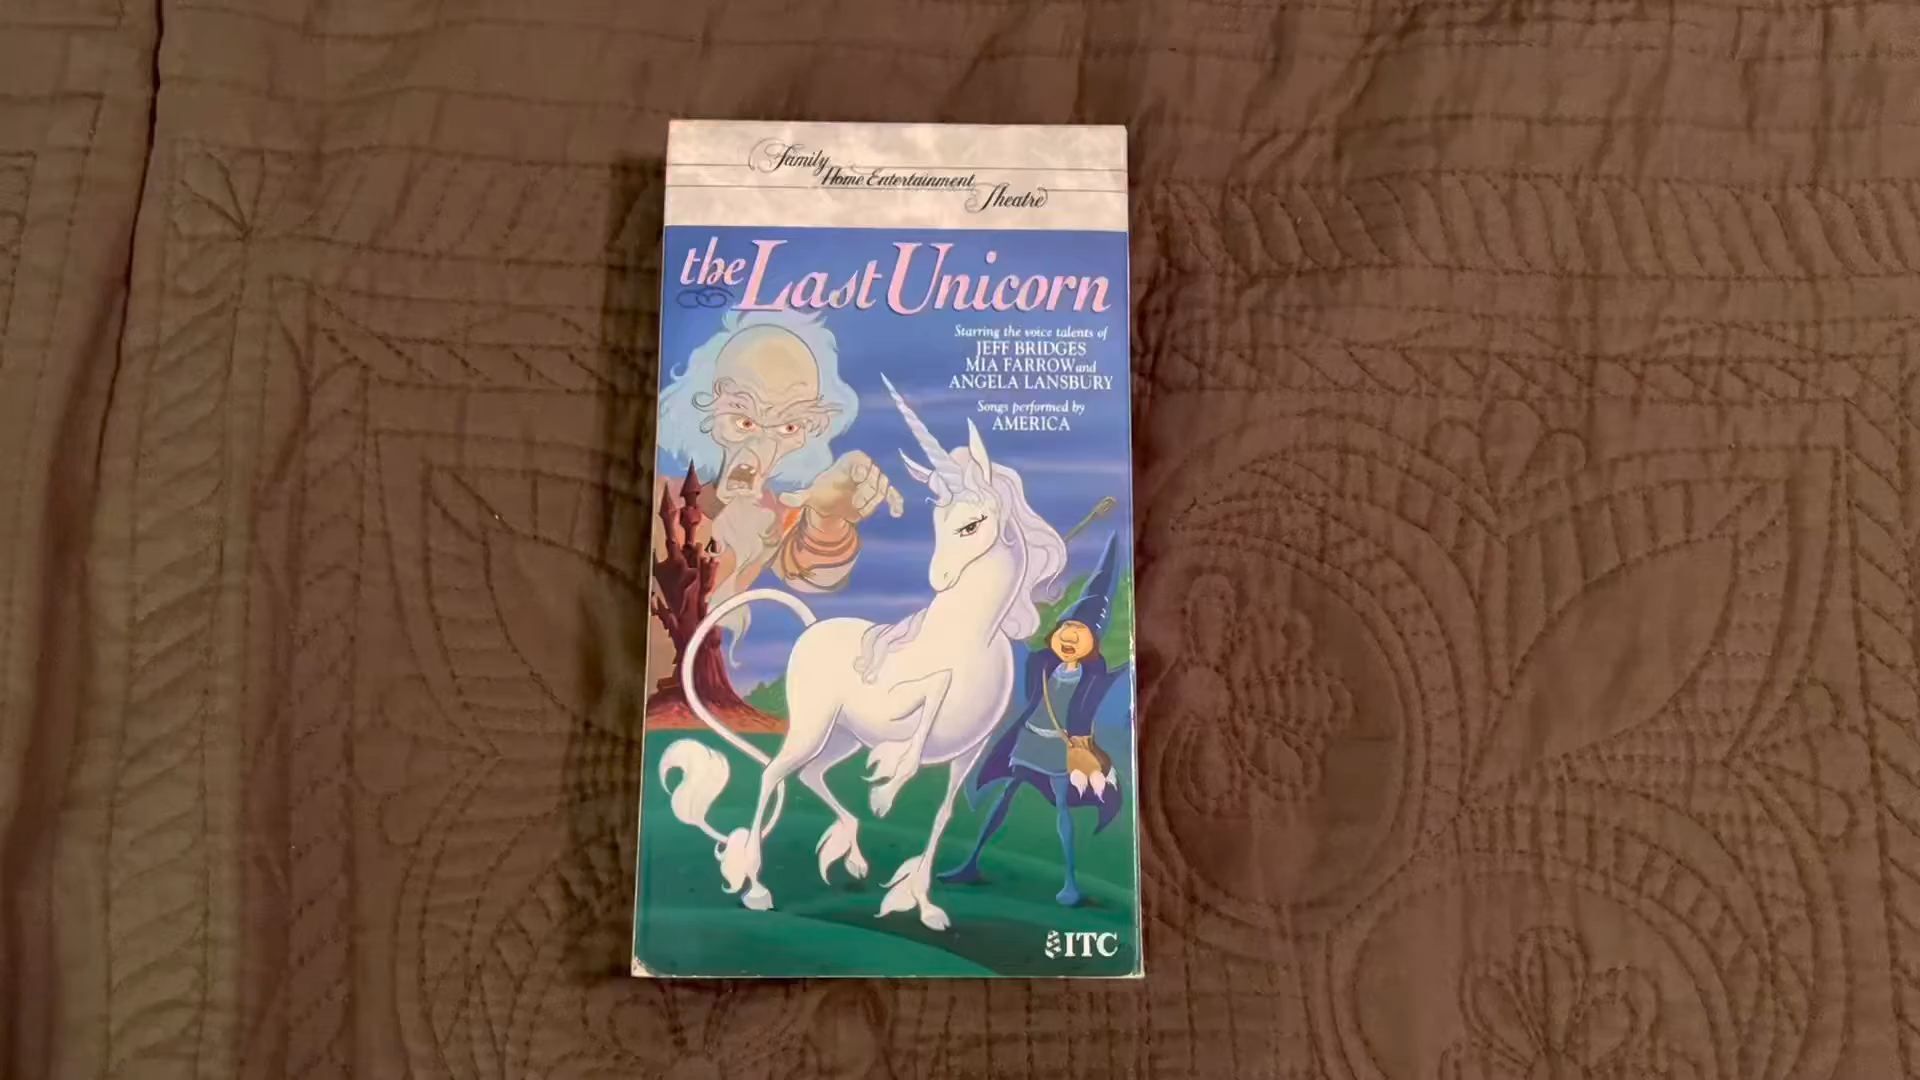 Family
Home Entertainment
Theatre
the Last Unicorn
Starring the voice talents of
JEFF BRIDGES
MIA FARROW and
ANGELA LANSBURY
Songs performed by
AMERICA
ITC